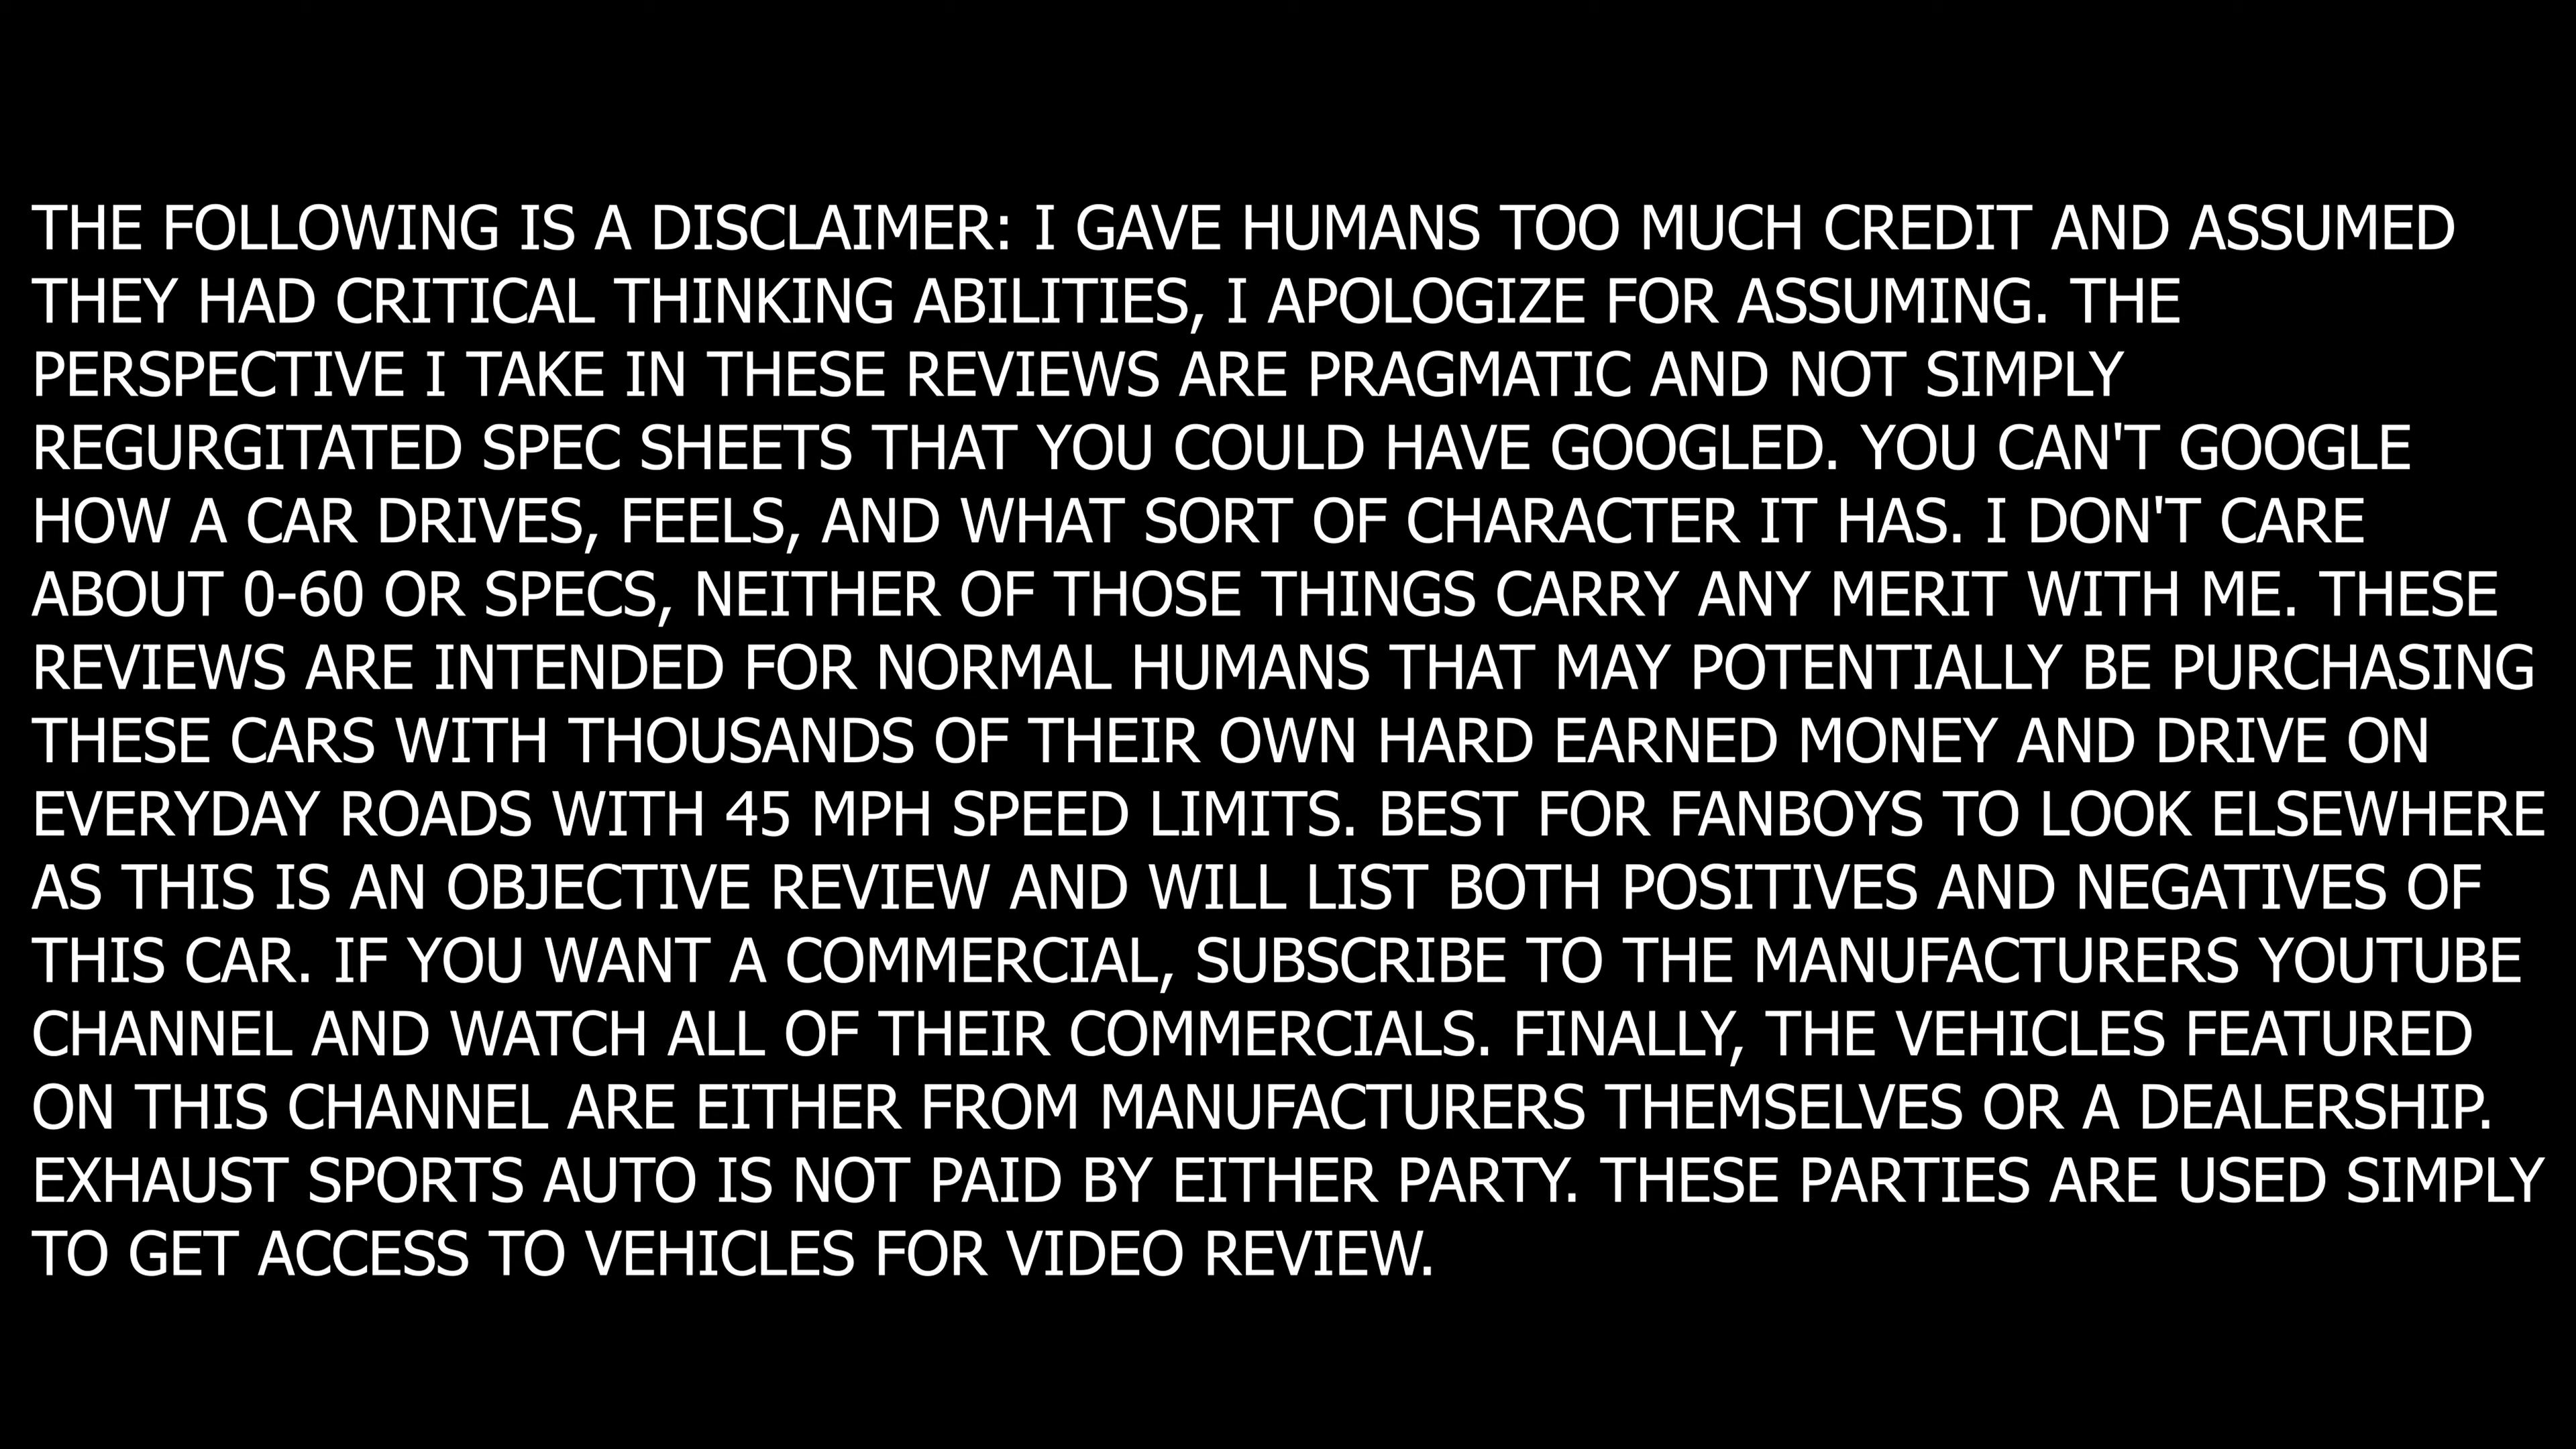 THE FOLLOWING IS A DISCLAIMER: I GAVE HUMANS TOO MUCH CREDIT AND ASSUMED
THEY HAD CRITICAL THINKING ABILITIES, I APOLOGIZE FOR ASSUMING. THE
PERSPECTIVE I TAKE IN THESE REVIEWS ARE PRAGMATIC AND NOT SIMPLY
REGURGITATED SPEC SHEETS THAT YOU COULD HAVE GOOGLED. YOU CAN'T GOOGLE
HOW A CAR DRIVES, FEELS, AND WHAT SORT OF CHARACTER IT HAS. I DON'T CARE
ABOUT 0-60 OR SPECS, NEITHER OF THOSE THINGS CARRY ANY MERIT WITH ME. THESE
REVIEWS ARE INTENDED FOR NORMAL HUMANS THAT MAY POTENTIALLY BE PURCHASING
THESE CARS WITH THOUSANDS OF THEIR OWN HARD EARNED MONEY AND DRIVE ON
EVERYDAY ROADS WITH 45 MPH SPEED LIMITS. BEST FOR FANBOYS TO LOOK ELSEWHERE
AS THIS IS AN OBJECTIVE REVIEW AND WILL LIST BOTH POSITIVES AND NEGATIVES OF
THIS CAR. IF YOU WANT A COMMERCIAL, SUBSCRIBE TO THE MANUFACTURERS YOUTUBE
CHANNEL AND WATCH ALL OF THEIR COMMERCIALS. FINALLY, THE VEHICLES FEATURED
ON THIS CHANNEL ARE EITHER FROM MANUFACTURERS THEMSELVES OR A DEALERSHIP.
EXHAUST SPORTS AUTO IS NOT PAID BY EITHER PARTY. THESE PARTIES ARE USED SIMPLY
TO GET ACCESS TO VEHICLES FOR VIDEO REVIEW.